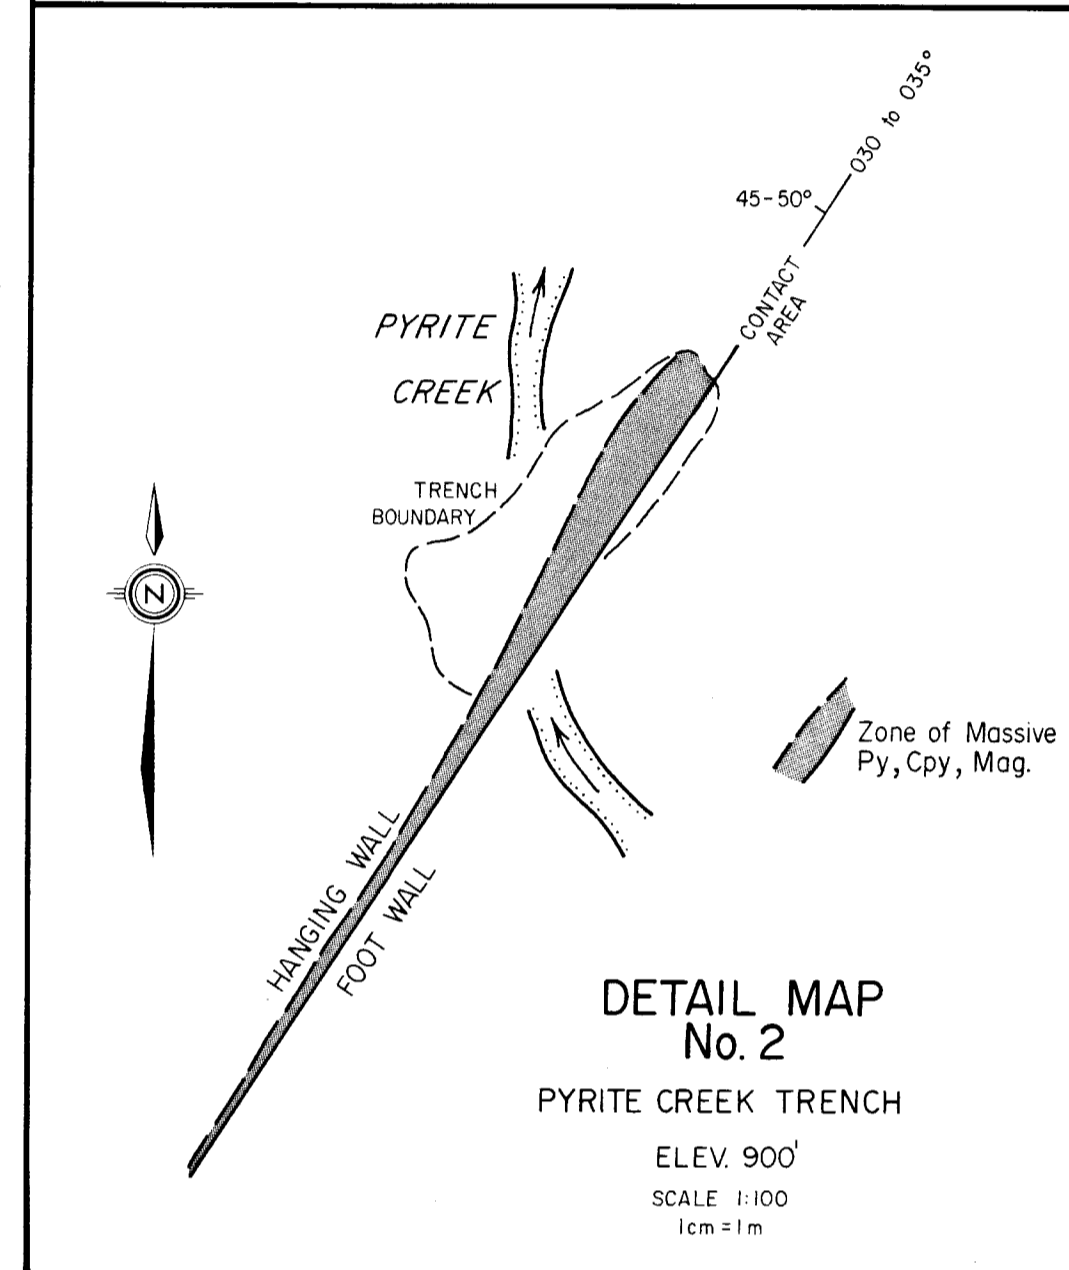 030 to 035°
45-50°
CONTACT
AREA
PYRITE
CREEK
TRENCH
BOUNDARY
N
Zone of Massive
Py, Cpy, Mag.
HANGING WALL
FOOT WALL
DETAIL MAP
No. 2
PYRITE CREEK TRENCH
ELEV. 900'
SCALE 1:100
1cm = 1m